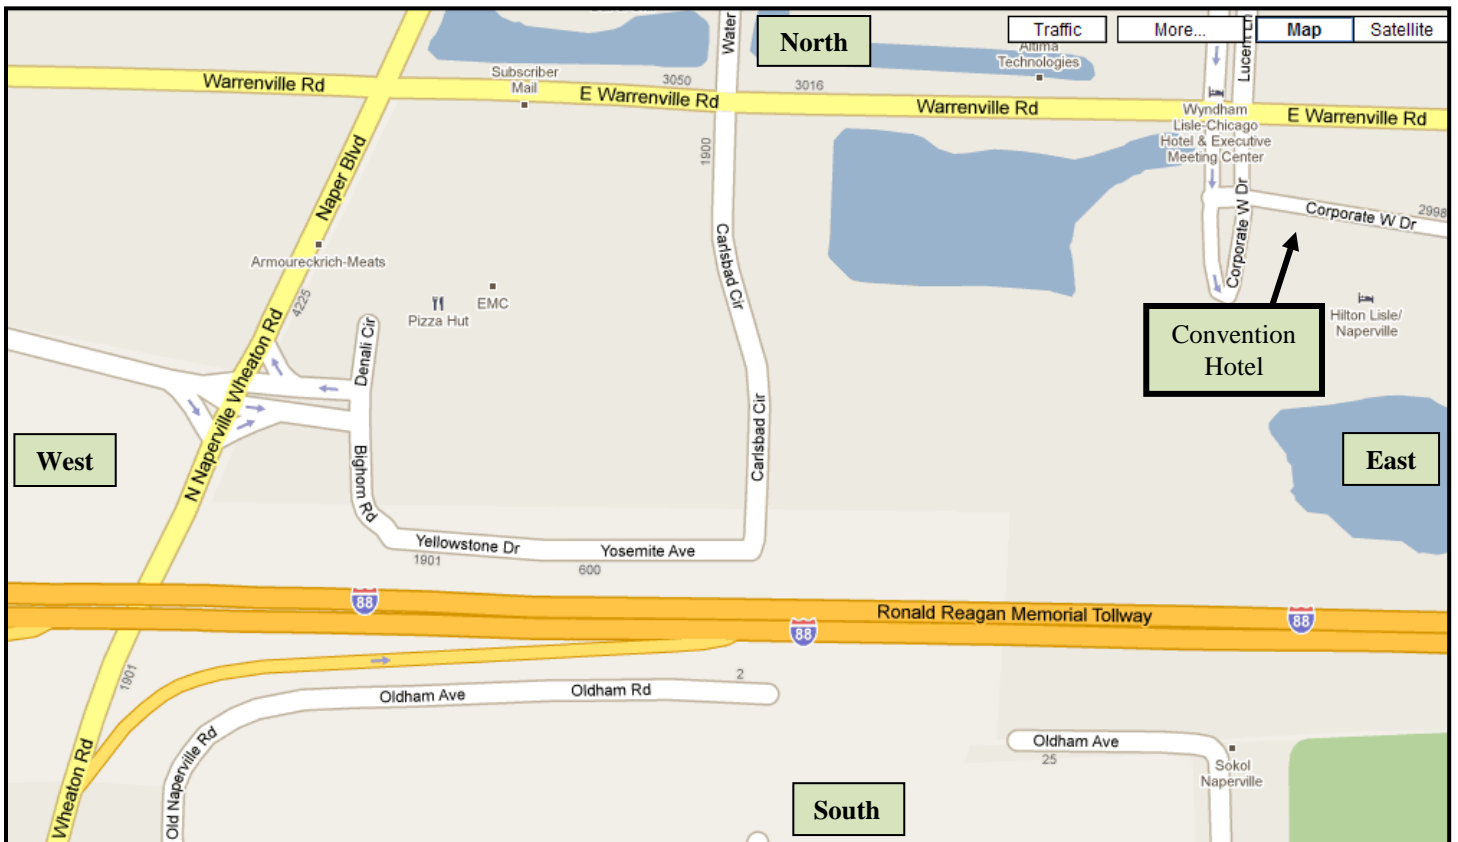 North
Traffic
More...
Map
Satellite
Water
Lucent Ln
Altima
Technologies
Subscriber
Mail
Warrenville Rd
3050
E Warrenville Rd
3016
Warrenville Rd
E Warrenville Rd
Wyndham
Lisle-Chicago
Hotel & Executive
Meeting Center
1900
Naper Blvd
Corporate W Dr
Corporate W Dr
2998
Armoureckrich-Meats
4225
Carlsbad Cir
EMC
Pizza Hut
Denali Cir
N Naperville Wheaton Rd
Hilton Lisle/
Naperville
Convention
Hotel
West
East
Carlsbad Cir
Bighorn Rd
Yellowstone Dr
1901
Yosemite Ave
600
88
88
88
Ronald Reagan Memorial Tollway
1901
Wheaton Rd
Old Naperville Rd
Oldham Ave
Oldham Rd
2
Oldham Ave
25
Sokol
Naperville
South